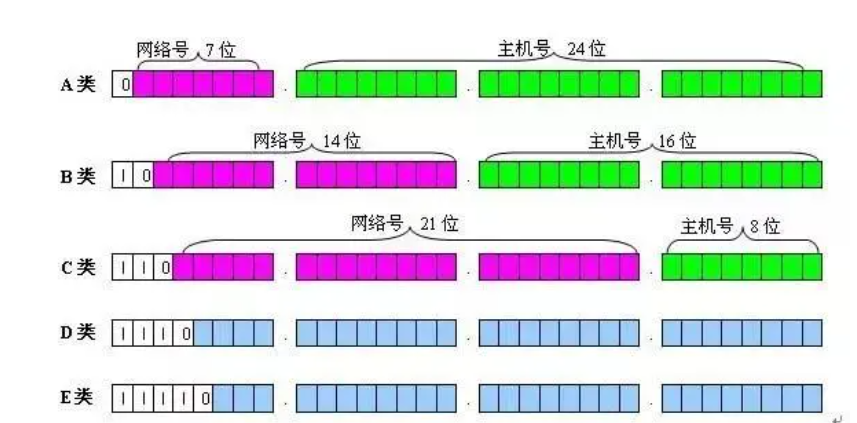 网络号 7 位 主机号 24 位
A 类 0 . . .
网络号 14 位 主机号 16 位
B 类 1 0 . . .
网络号 21 位 主机号 8 位
C 类 1 1 0 . . .
D 类 1 1 1 0 . . .
E 类 1 1 1 1 0 . . .